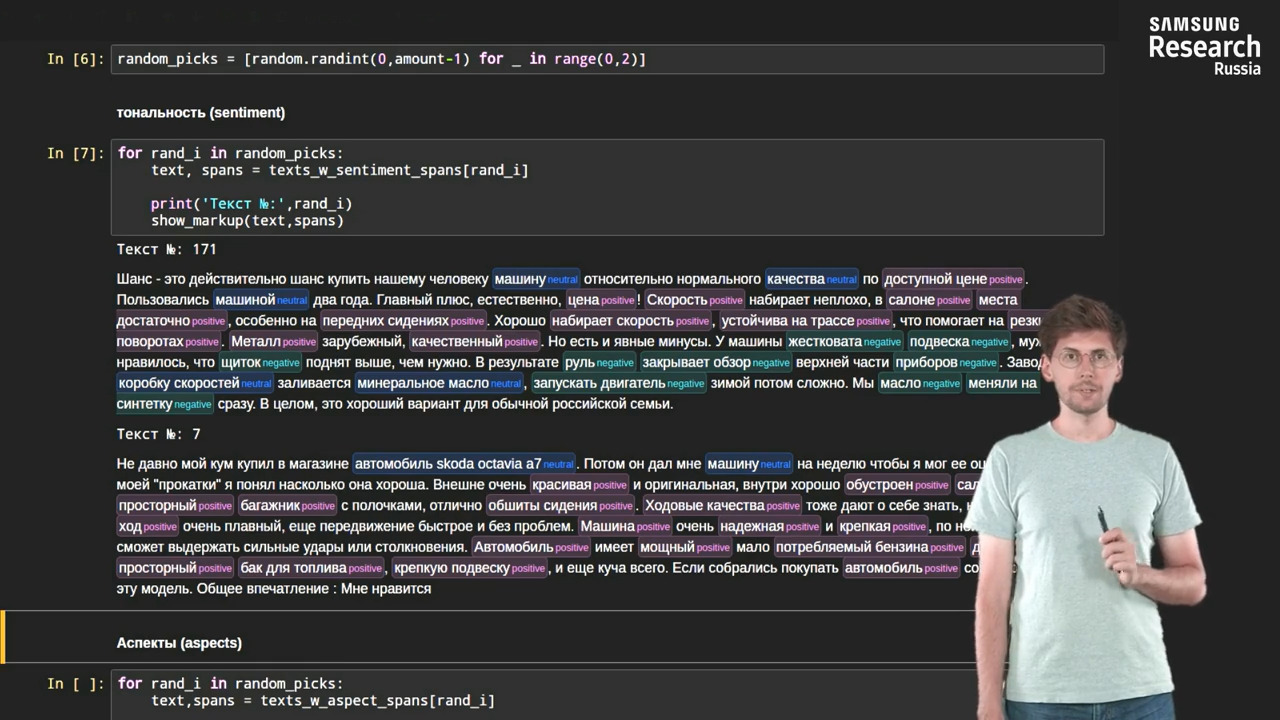 SAMSUNG
Research
Russia
In [6]: random_picks = [random.randint(0,amount-1) for _ in range(0,2)]
тональность (sentiment)
In [7]: for rand_i in random_picks:
text, spans = texts_w_sentiment_spans[rand_i]
print('Текст №:',rand_i)
show_markup(text,spans)
Текст №: 171
Шанс - это действительно шанс купить нашему человеку машину neutral относительно нормального качества neutral по доступной цене positive .
Пользовались машиной neutral два года. Главный плюс, естественно, цена positive ! Скорость positive набирает неплохо, в салоне positive места
достаточно positive , особенно на передних сидениях positive . Хорошо набирает скорость positive , устойчива на трассе positive , что помогает на
поворотах positive . Металл positive зарубежный, качественный positive . Но есть и явные минусы. У машины жестковата negative подвеска negative ,
нравилось, что щиток negative поднят выше, чем нужно. В результате руль negative закрывает обзор negative верхней части приборов negative .
коробку скоростей neutral заливается минеральное масло neutral , запускать двигатель negative зимой потом сложно. Мы масло negative меняли на
синтетку negative сразу. В целом, это хороший вариант для обычной российской семьи.
Текст №: 7
Не давно мой кум купил в магазине автомобиль skoda octavia a7 neutral . Потом он дал мне машину neutral на неделю чтобы я мог ее
моей "прокатки" я понял насколько она хороша. Внешне очень красивая positive и оригинальная, внутри хорошо обустроен positive
просторный positive багажник positive с полочками, отлично обшиты сидения positive . Ходовые качества positive тоже дают о себе знать,
ход positive очень плавный, еще передвижение быстрое и без проблем. Машина positive очень надежная positive и крепкая positive , по
сможет выдержать сильные удары или столкновения. Автомобиль positive имеет мощный positive мало потребляемый бензина positive
просторный positive бак для топлива positive , крепкую подвеску positive , и еще куча всего. Если собрались покупать автомобиль positive
эту модель. Общее впечатление : Мне нравится
Аспекты (aspects)
In [ ]: for rand_i in random_picks:
text,spans = texts_w_aspect_spans[rand_i]